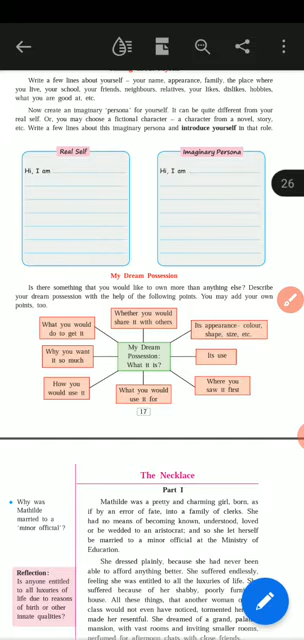 Write a few lines about yourself – your name, appearance, family, the place where
you live, your school, your friends, neighbours, relatives, your likes, dislikes, hobbies,
what you are good at, etc.
Now create an imaginary 'persona' for yourself. It can be quite different from your
real self. Or, you may choose a fictional character – a character from a novel, story,
etc. Write a few lines about this imaginary persona and introduce yourself in that role.
Real Self
Hi, I am
Imaginary Persona
Hi, I am
26
My Dream Possession
Is there something that you would like to own more than anything else?
Describe your dream possession with the help of the following points. You may add your own
points, too.
Whether you would
share it with others
What you would
do to get it
Its appearance - colour,
shape, size, etc.
Why you want
it so much
My Dream
Possession:
What it is?
Its use
How you
would use it
What you would
use it for
Where you
saw it first
17
The Necklace
Part I
Why was
Mathilde
married to a
'minor official'?
Mathilde was a pretty and charming girl, born, as
if by an error of fate, into a family of clerks. She
had no means of becoming known, understood, loved
or be wedded to an aristocrat; and so she let herself
be married to a minor official at the Ministry of
Education.
She dressed plainly, because she had never been
able to afford anything better. She suffered endlessly,
feeling she was entitled to all the luxuries of life. She
suffered because of her shabby, poorly
house. All these things, that another woman
class would not even have noticed, tormented
made her resentful. She dreamed of a grand,
mansion, with vast rooms and inviting smaller rooms,
perfumed for afternoon chats with close friends.
Reflection:
Is anyone entitled
to all luxuries of
life due to reasons
of birth or other
innate qualities?